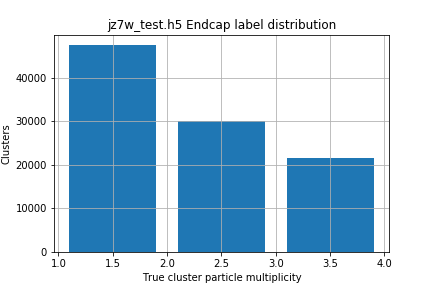 jz7w_test.h5 Endcap label distribution
40000
30000
20000
10000
0
Clusters
1.0 1.5 2.0 2.5 3.0 3.5 4.0
True cluster particle multiplicity